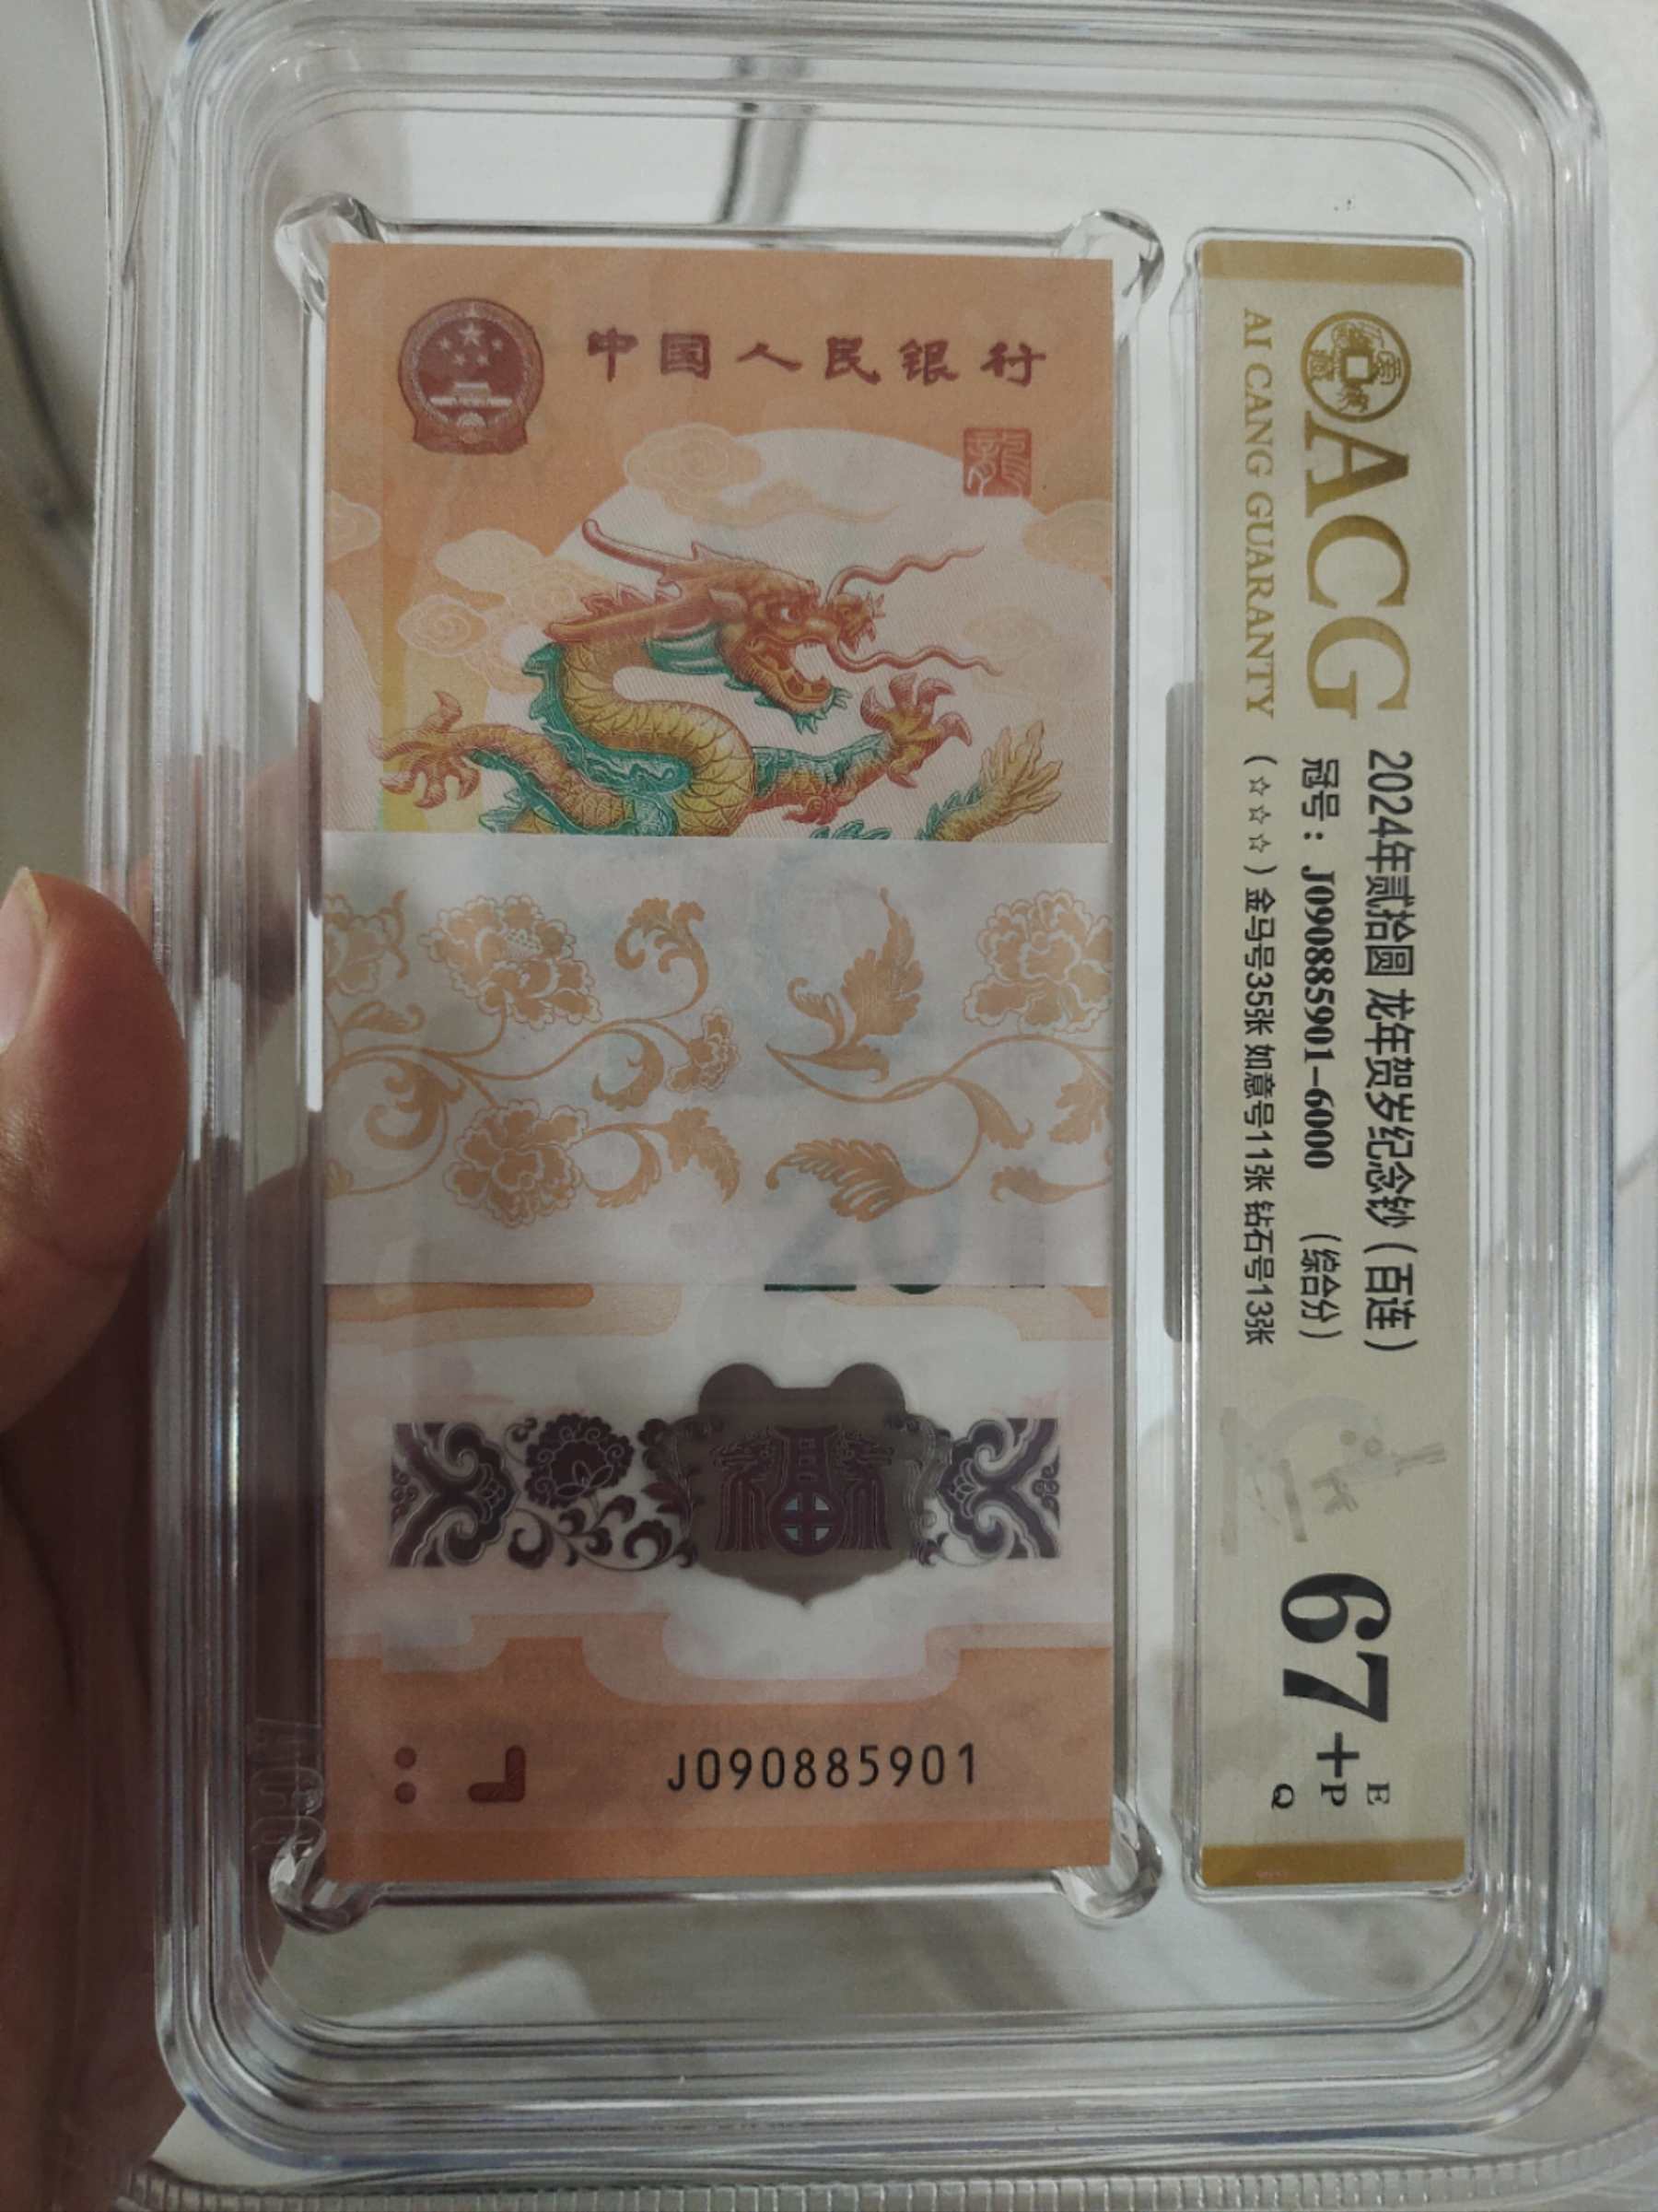 中国人民银行
龍
J090885901
ACG
AI CANG GUARANTY
2024年贰拾圆 龙年贺岁纪念钞(百连)
冠号：J090885901-6000 (综合分)
(☆☆☆) 金马号35张 如意号11张 钻石号13张
67+
E
P
Q